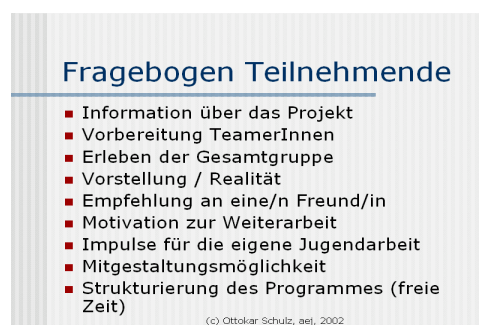 Fragebogen Teilnehmende
Information über das Projekt
Vorbereitung TeamerInnen
Erleben der Gesamtgruppe
Vorstellung / Realität
Empfehlung an eine/n Freund/in
Motivation zur Weiterarbeit
Impulse für die eigene Jugendarbeit
Mitgestaltungsmöglichkeit
Strukturierung des Programmes (freie
Zeit)
(c) Ottokar Schulz, aej, 2002